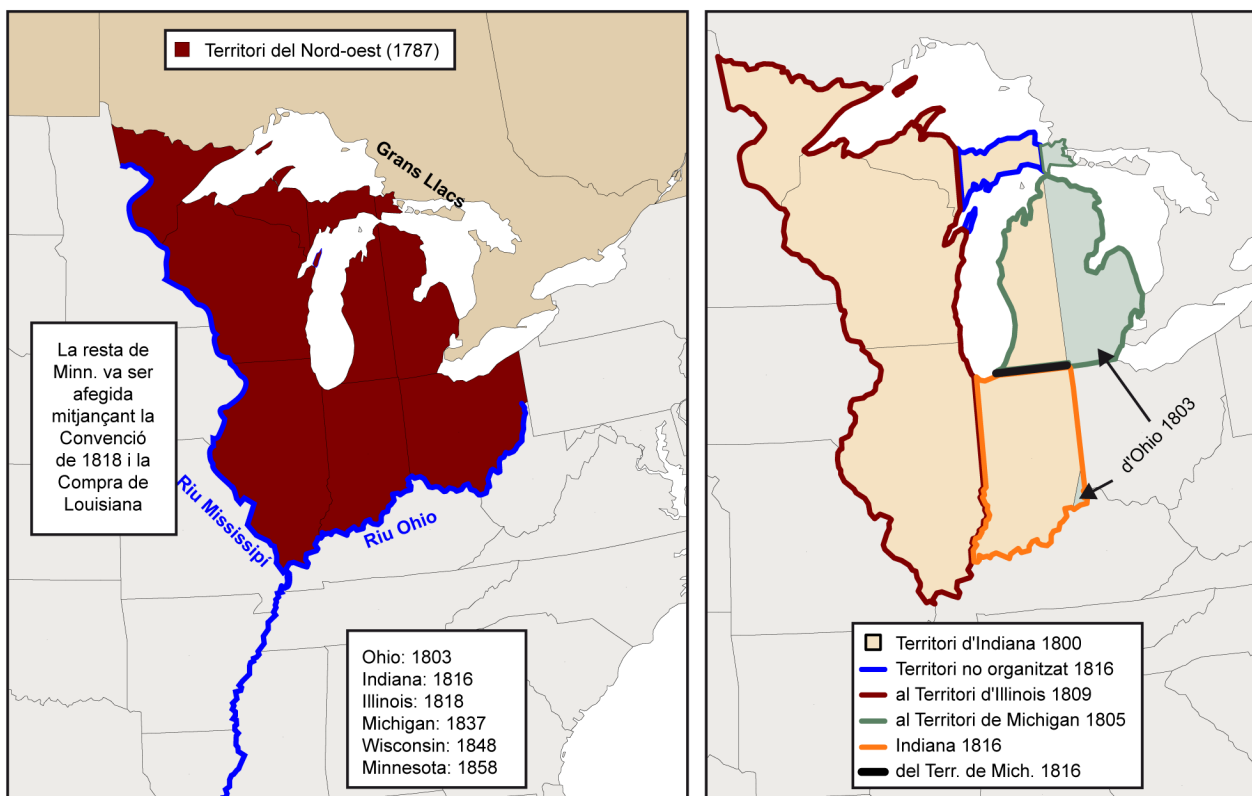 Territori del Nord-oest (1787)
Grans Llacs
La resta de
Minn. va ser
afegida
mitjançant la
Convenció
de 1818 i la
Compra de
Louisiana
Riu Mississipí
Riu Ohio
Ohio: 1803
Indiana: 1816
Illinois: 1818
Michigan: 1837
Wisconsin: 1848
Minnesota: 1858
d'Ohio 1803
Territori d'Indiana 1800
Territori no organitzat 1816
al Territori d'Illinois 1809
al Territori de Michigan 1805
Indiana 1816
del Terr. de Mich. 1816